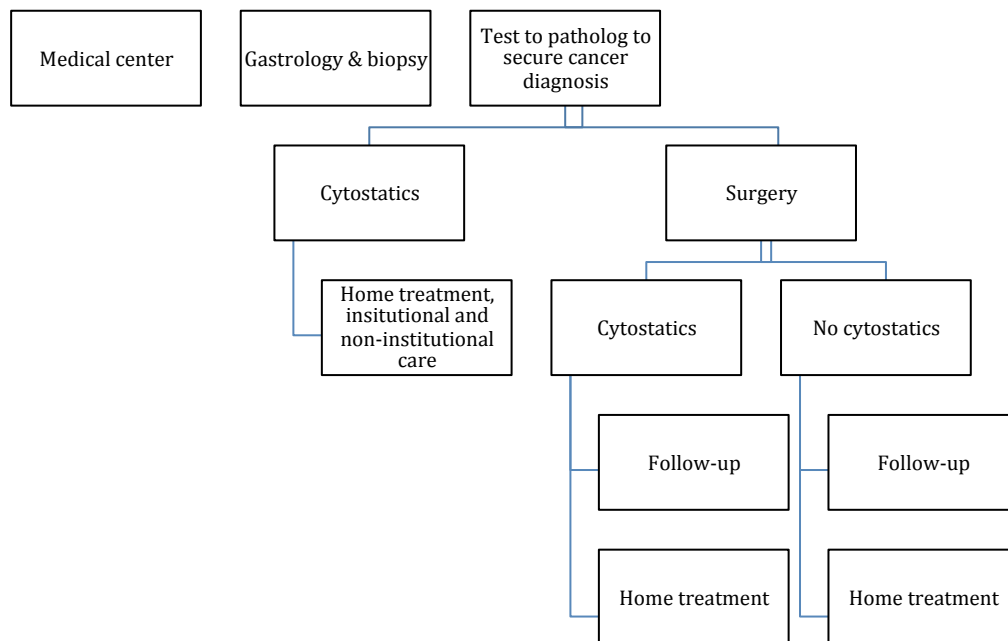 Medical center
Gastrology & biopsy
Test to patholog to
secure cancer
diagnosis
Cytostatics
Surgery
Home treatment,
insitutional and
non-institutional
care
Cytostatics
No cytostatics
Follow-up
Follow-up
Home treatment
Home treatment